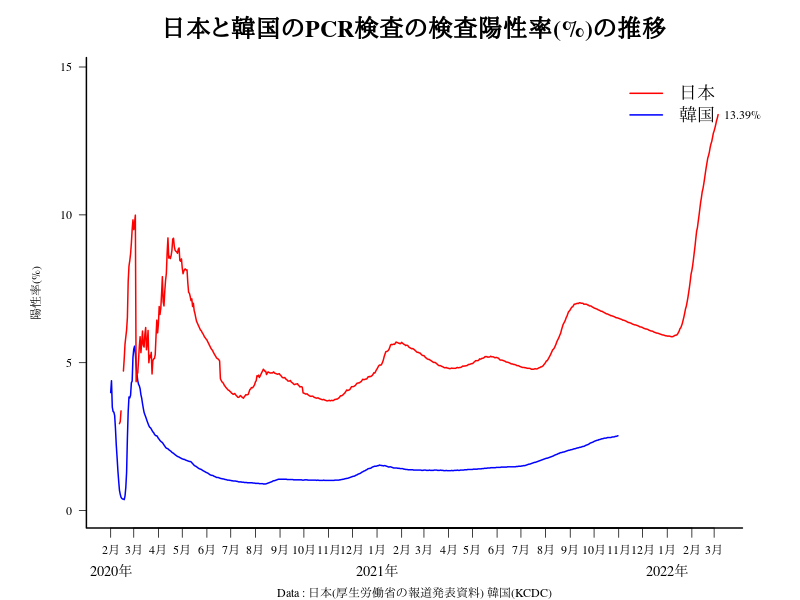 日本と韓国のPCR検査の検査陽性率(%)の推移
15
10
5
0
陽性率(%)
日本
韓国
13.39%
2月 3月 4月 5月 6月 7月 8月 9月 10月 11月 12月 1月 2月 3月 4月 5月 6月 7月 8月 9月 10月 11月 12月 1月 2月 3月
2020年 2021年 2022年
Data : 日本(厚生労働省の報道発表資料) 韓国(KCDC)